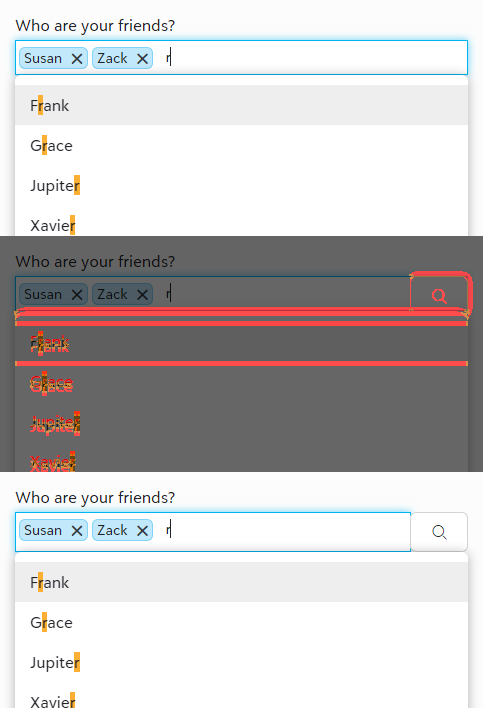 Who are your friends?
Susan Zack r
Frank
Grace
Jupiter
Xavier
Who are your friends?
Susan Zack r
Frank
Grace
Jupiter
Xavier
Who are your friends?
Susan Zack r
Frank
Grace
Jupiter
Xavier